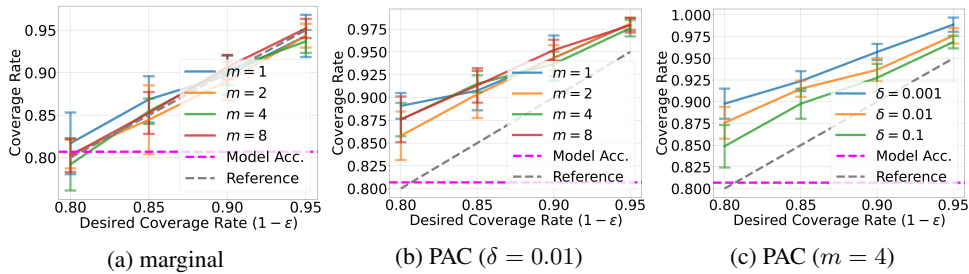 0.95
0.90
0.85
0.80
Coverage Rate
m = 1
m = 2
m = 4
m = 8
Model Acc.
Reference
0.80 0.85 0.90 0.95
Desired Coverage Rate (1 − ε)
(a) marginal
0.975
0.950
0.925
0.900
0.875
0.850
0.825
0.800
Coverage Rate
m = 1
m = 2
m = 4
m = 8
Model Acc.
Reference
0.80 0.85 0.90 0.95
Desired Coverage Rate (1 − ε)
(b) PAC (δ = 0.01)
1.000
0.975
0.950
0.925
0.900
0.875
0.850
0.825
0.800
Coverage Rate
δ = 0.001
δ = 0.01
δ = 0.1
Model Acc.
Reference
0.80 0.85 0.90 0.95
Desired Coverage Rate (1 − ε)
(c) PAC (m = 4)